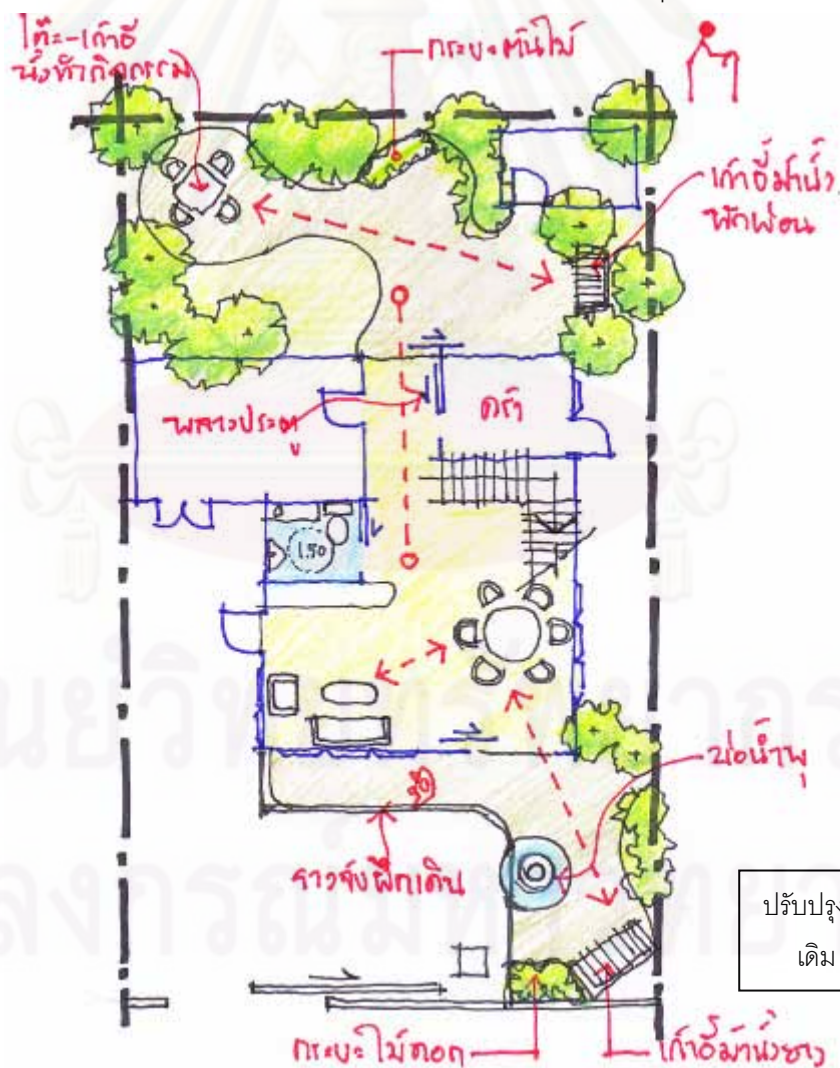 โต๊ะ-เก้าอี้
นั่งทำกิจกรรม
กระบะต้นไม้
เก้าอี้ม้านั่ง
พักผ่อน
พลางประตู
ครัว
1.50
บ่อน้ำพุ
ราวจับฝึกเดิน
ปรับปรุง
เดิม
กระบะไม้ดอก
เก้าอี้ม้านั่งยาว